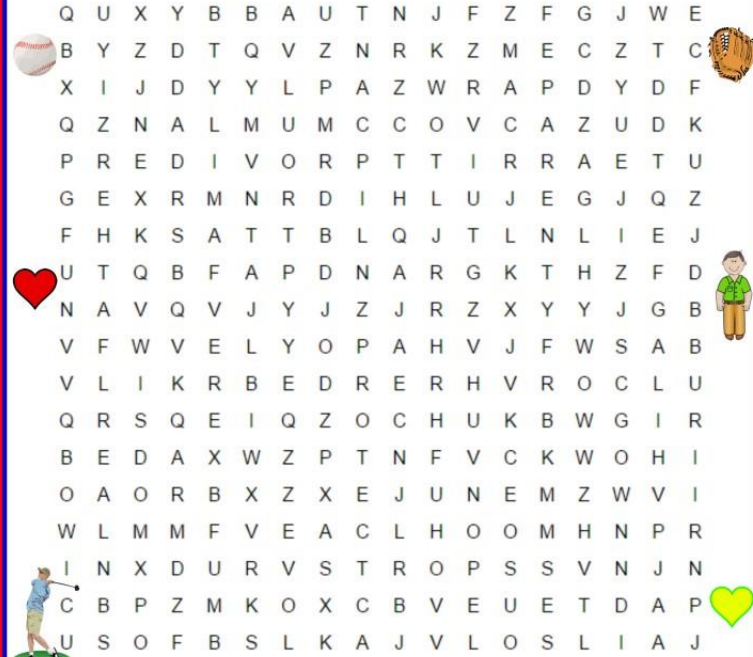 Q U X Y B B A U T N J F Z F G J W E
B Y Z D T Q V Z N R K Z M E C Z T C
X I J D Y Y L P A Z W R A P D Y D F
Q Z N A L M U M C C O V C A Z U D K
P R E D I V O R P T T I R R A E T U
G E X R M N R D I H L U J E G J Q Z
F H K S A T T B L Q J T L N L I E J
U T Q B F A P D N A R G K T H Z F D
N A V Q V J Y J Z J R Z X Y Y J G B
V F W V E L Y O P A H V J F W S A B
V L I K R B E D R E R H V R O C L U
Q R S Q E I Q Z O C H U K B W G I R
B E D A X W Z P T N F V C K W O H I
O A O R B X Z X E J U N E M Z W V I
W L M M F V E A C L H O O M H N P R
I N X D U R V S T R O P S S V N J N
C B P Z M K O X C B V E U E T D A P
U S O F B S L K A J V L O S L I A J